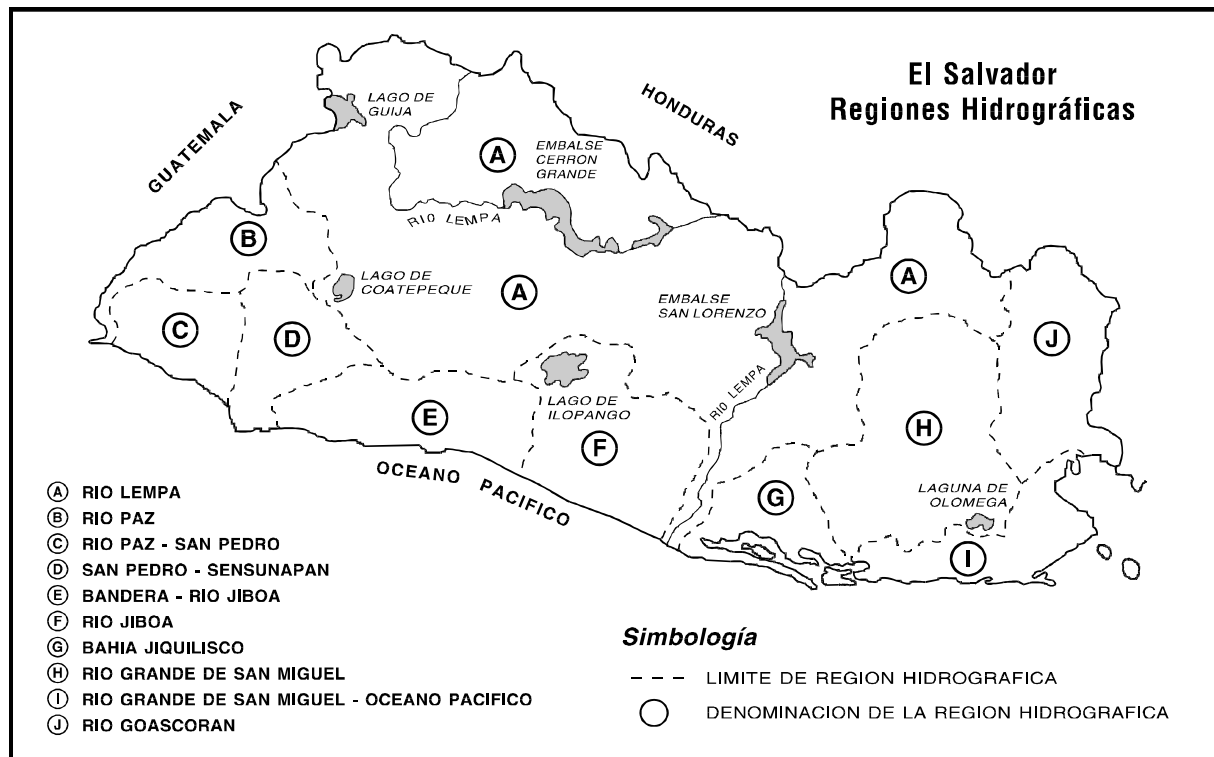 El Salvador
Regiones Hidrográficas
GUATEMALA
HONDURAS
LAGO DE
GUIJA
A
EMBALSE
CERRON
GRANDE
RIO LEMPA
B
LAGO DE
COATEPEQUE
A
A
EMBALSE
SAN LORENZO
C
D
J
RIO LEMPA
LAGO DE
ILOPANGO
E
F
H
OCEANO PACIFICO
G
LAGUNA DE
OLOMEGA
I
A RIO LEMPA
B RIO PAZ
C RIO PAZ - SAN PEDRO
D SAN PEDRO - SENSUNAPAN
E BANDERA - RIO JIBOA
F RIO JIBOA
G BAHIA JIQUILISCO
H RIO GRANDE DE SAN MIGUEL
I RIO GRANDE DE SAN MIGUEL - OCEANO PACIFICO
J RIO GOASCORAN
Simbología
LIMITE DE REGION HIDROGRAFICA
DENOMINACION DE LA REGION HIDROGRAFICA